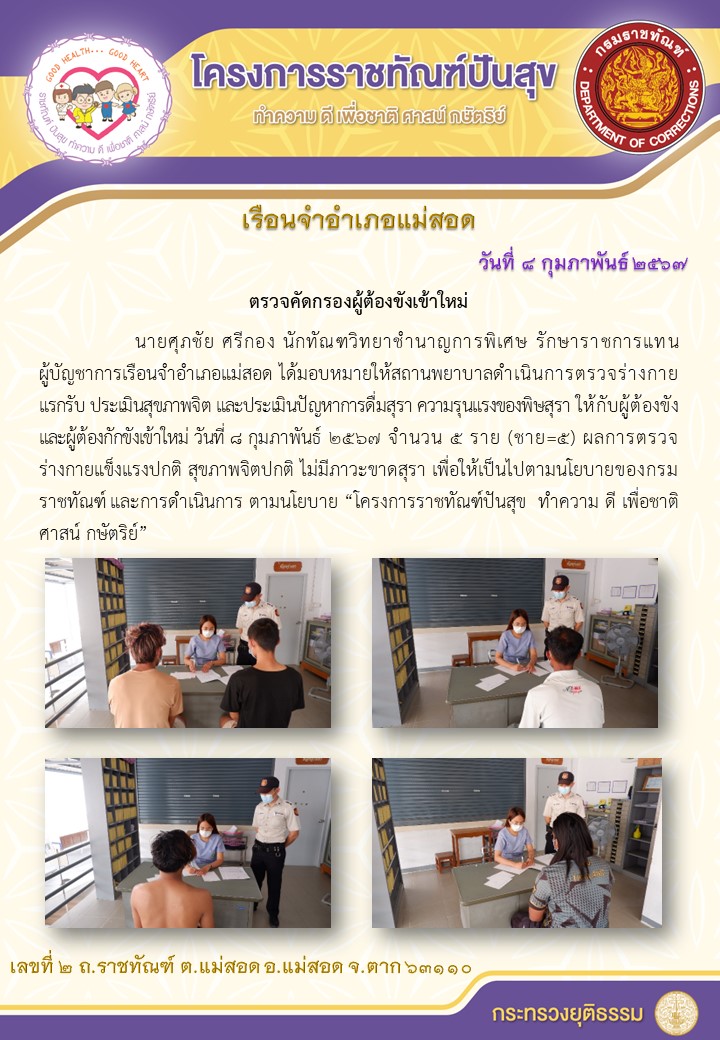 GOOD HEALTH... GOOD HEART
ราชทัณฑ์ ปันสุข ทำความ ดี เพื่อชาติ ศาสน์ กษัตริย์
โครงการราชทัณฑ์ปันสุข
ทำความ ดี เพื่อชาติ ศาสน์ กษัตริย์
กรมราชทัณฑ์
DEPARTMENT OF CORRECTIONS
เรือนจำอำเภอแม่สอด
วันที่ ๘ กุมภาพันธ์ ๒๕๖๗
ตรวจคัดกรองผู้ต้องขังเข้าใหม่
นายศุภชัย ศรีกอง นักทัณฑวิทยาชำนาญการพิเศษ รักษาราชการแทน
ผู้บัญชาการเรือนจำอำเภอแม่สอด ได้มอบหมายให้สถานพยาบาลดำเนินการตรวจร่างกาย
แรกรับ ประเมินสุขภาพจิต และประเมินปัญหาการดื่มสุรา ความรุนแรงของพิษสุรา ให้กับผู้ต้องขัง
และผู้ต้องกักขังเข้าใหม่ วันที่ ๘ กุมภาพันธ์ ๒๕๖๗ จำนวน ๕ ราย (ชาย=๕) ผลการตรวจ
ร่างกายแข็งแรงปกติ สุขภาพจิตปกติ ไม่มีภาวะขาดสุรา เพื่อให้เป็นไปตามนโยบายของกรม
ราชทัณฑ์ และการดำเนินการ ตามนโยบาย “โครงการราชทัณฑ์ปันสุข ทำความ ดี เพื่อชาติ
ศาสน์ กษัตริย์”
เลขที่ ๒ ถ.ราชทัณฑ์ ต.แม่สอด อ.แม่สอด จ.ตาก ๖๓๑๑๐
กระทรวงยุติธรรม